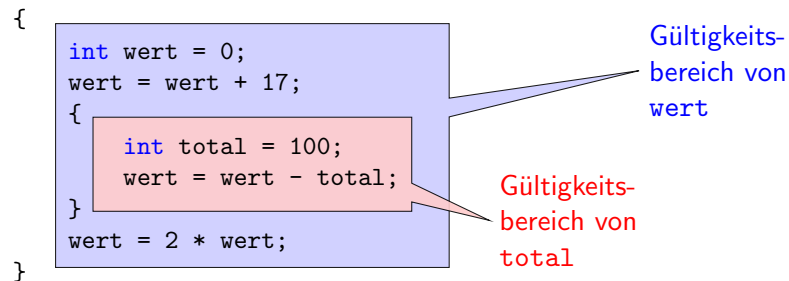 {
int wert = 0;
wert = wert + 17;
{
int total = 100;
wert = wert - total;
}
wert = 2 * wert;
}
Gültigkeits-
bereich von
wert
Gültigkeits-
bereich von
total